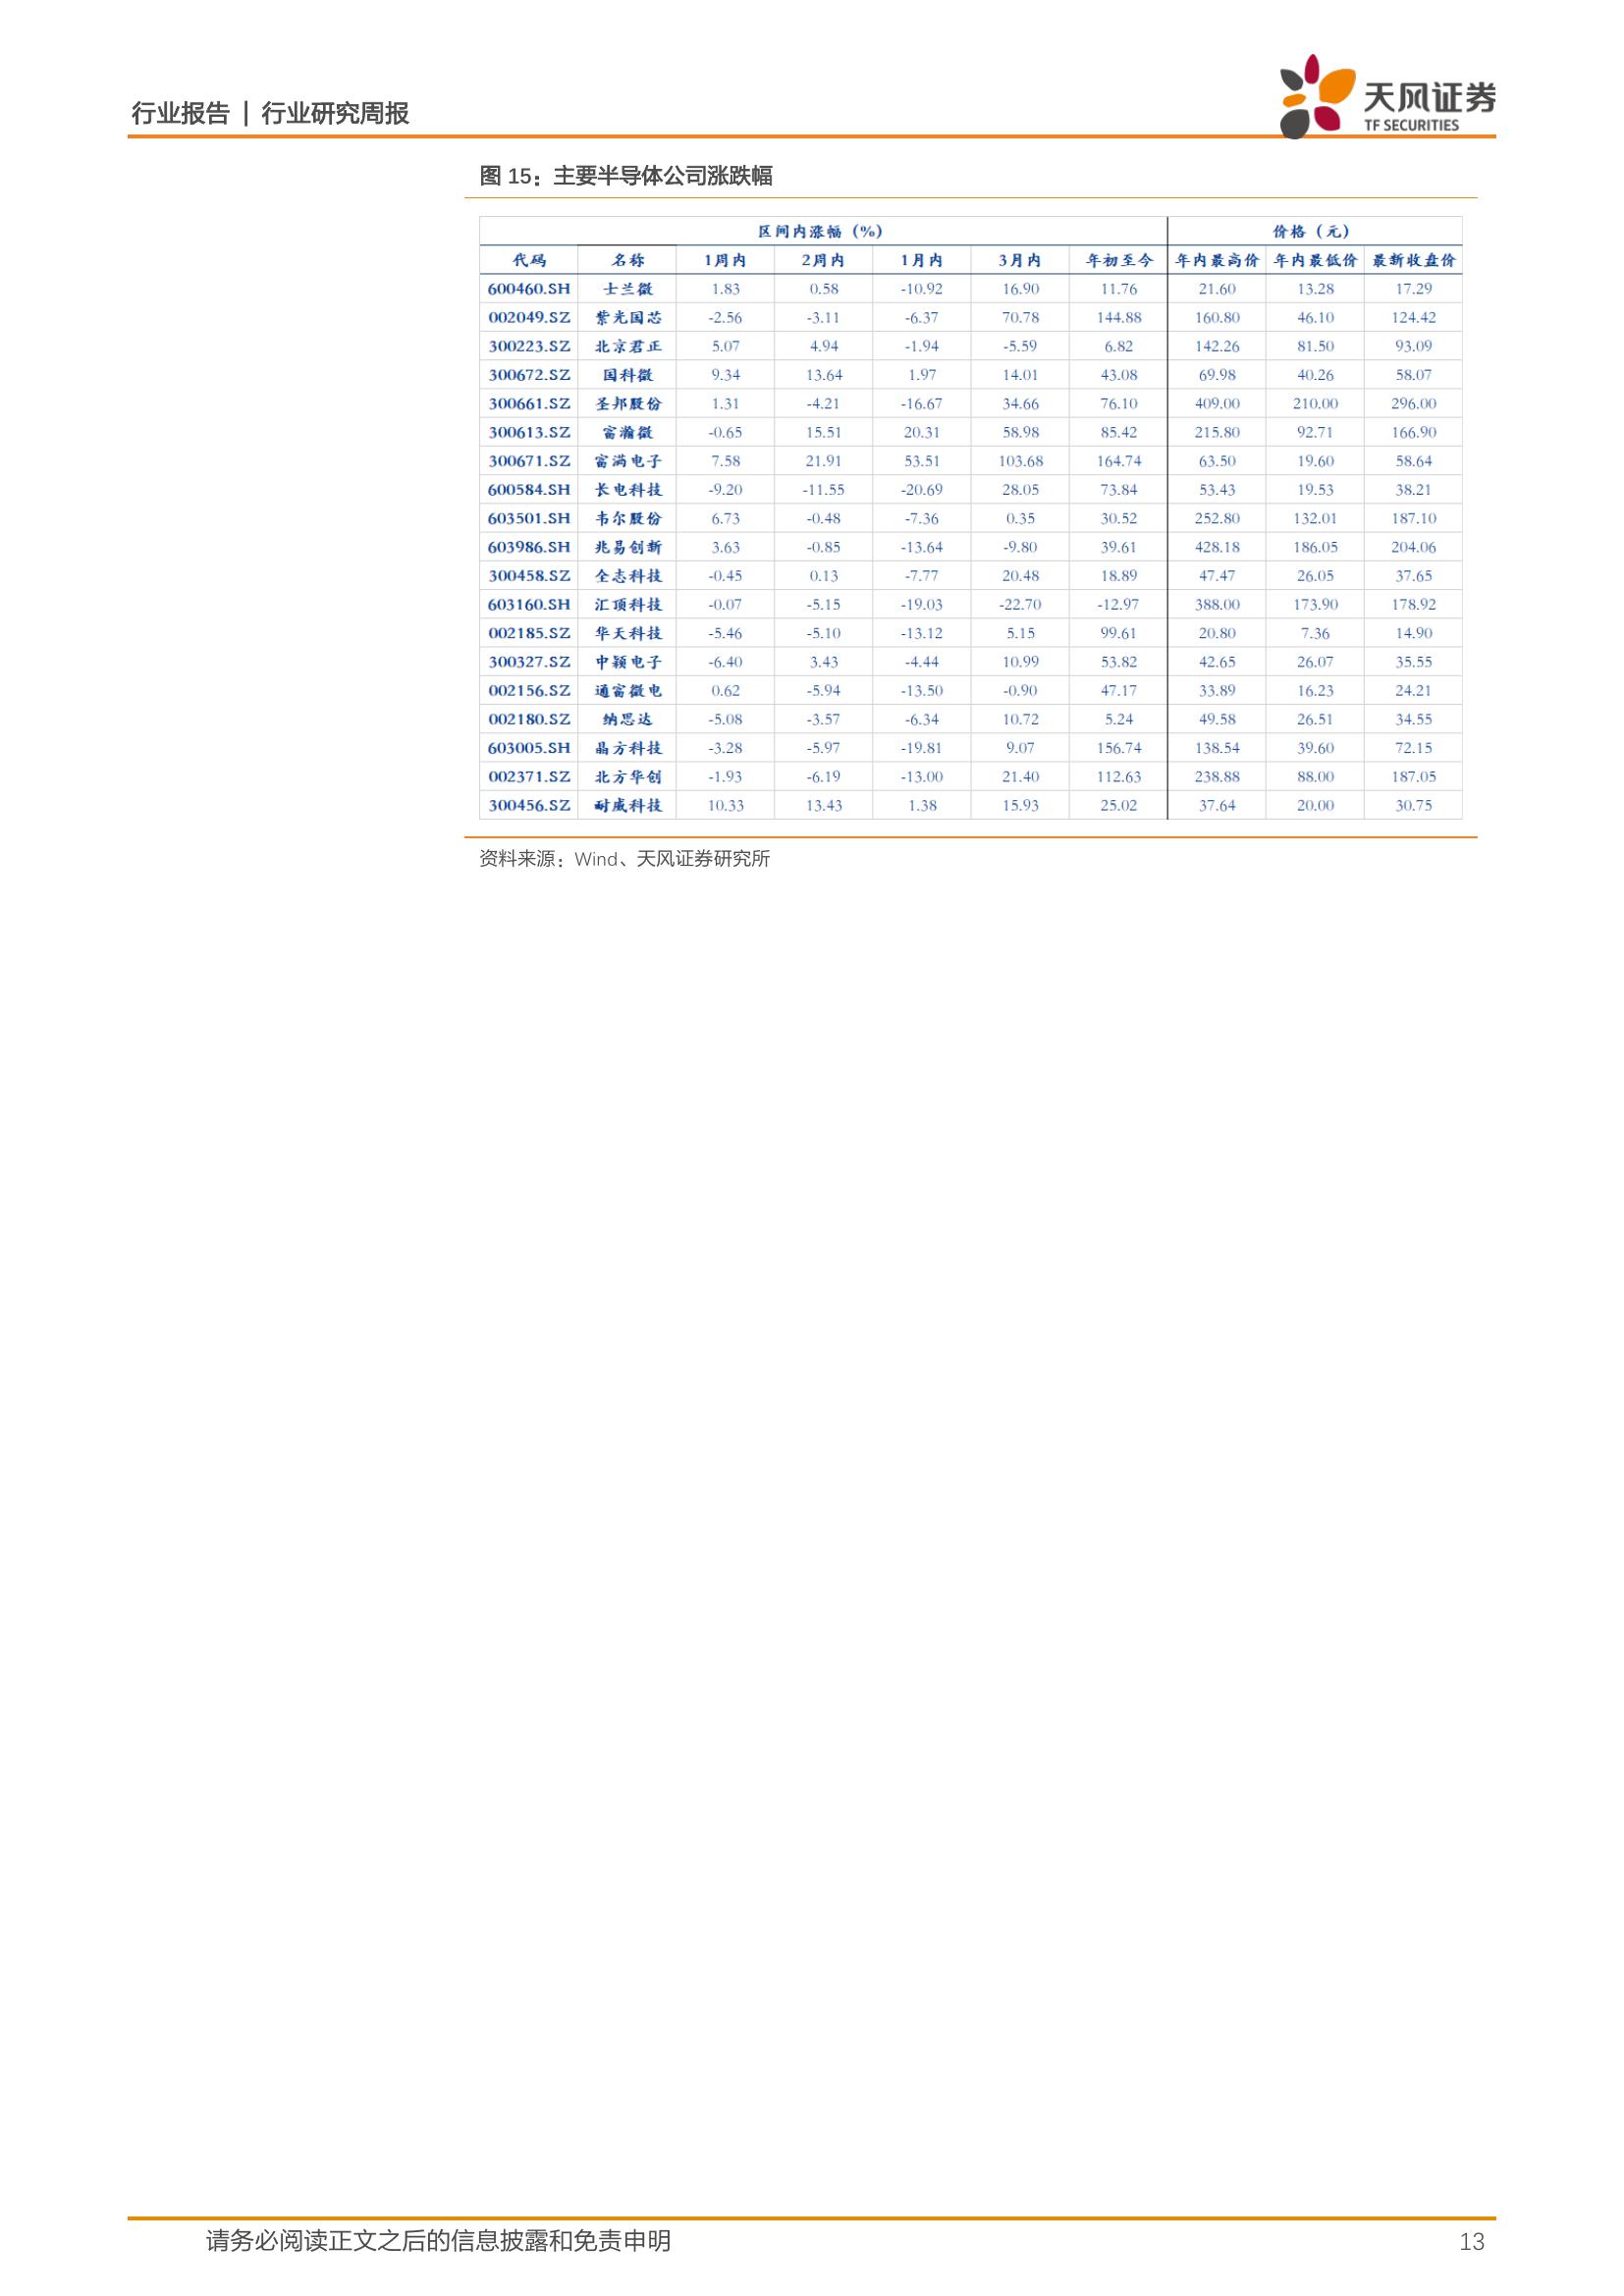 行业报告 | 行业研究周报
天风证券
TF SECURITIES
图 15：主要半导体公司涨跌幅
区间内涨幅（%） 价格（元）
代码 名称 1周内 2周内 1月内 3月内 年初至今 年内最高价 年内最低价 最新收盘价
600460.SH 士兰微 1.83 0.58 -10.92 16.90 11.76 21.60 13.28 17.29
002049.SZ 紫光国芯 -2.56 -3.11 -6.37 70.78 144.88 160.80 46.10 124.42
300223.SZ 北京君正 5.07 4.94 -1.94 -5.59 6.82 142.26 81.50 93.09
300672.SZ 国科微 9.34 13.64 1.97 14.01 43.08 69.98 40.26 58.07
300661.SZ 圣邦股份 1.31 -4.21 -16.67 34.66 76.10 409.00 210.00 296.00
300613.SZ 富瀚微 -0.65 15.51 20.31 58.98 85.42 215.80 92.71 166.90
300671.SZ 富满电子 7.58 21.91 53.51 103.68 164.74 63.50 19.60 58.64
600584.SH 长电科技 -9.20 -11.55 -20.69 28.05 73.84 53.43 19.53 38.21
603501.SH 韦尔股份 6.73 -0.48 -7.36 0.35 30.52 252.80 132.01 187.10
603986.SH 兆易创新 3.63 -0.85 -13.64 -9.80 39.61 428.18 186.05 204.06
300458.SZ 全志科技 -0.45 0.13 -7.77 20.48 18.89 47.47 26.05 37.65
603160.SH 汇顶科技 -0.07 -5.15 -19.03 -22.70 -12.97 388.00 173.90 178.92
002185.SZ 华天科技 -5.46 -5.10 -13.12 5.15 99.61 20.80 7.36 14.90
300327.SZ 中颖电子 -6.40 3.43 -4.44 10.99 53.82 42.65 26.07 35.55
002156.SZ 通富微电 0.62 -5.94 -13.50 -0.90 47.17 33.89 16.23 24.21
002180.SZ 纳思达 -5.08 -3.57 -6.34 10.72 5.24 49.58 26.51 34.55
603005.SH 晶方科技 -3.28 -5.97 -19.81 9.07 156.74 138.54 39.60 72.15
002371.SZ 北方华创 -1.93 -6.19 -13.00 21.40 112.63 238.88 88.00 187.05
300456.SZ 耐威科技 10.33 13.43 1.38 15.93 25.02 37.64 20.00 30.75
资料来源：Wind、天风证券研究所
请务必阅读正文之后的信息披露和免责申明 13